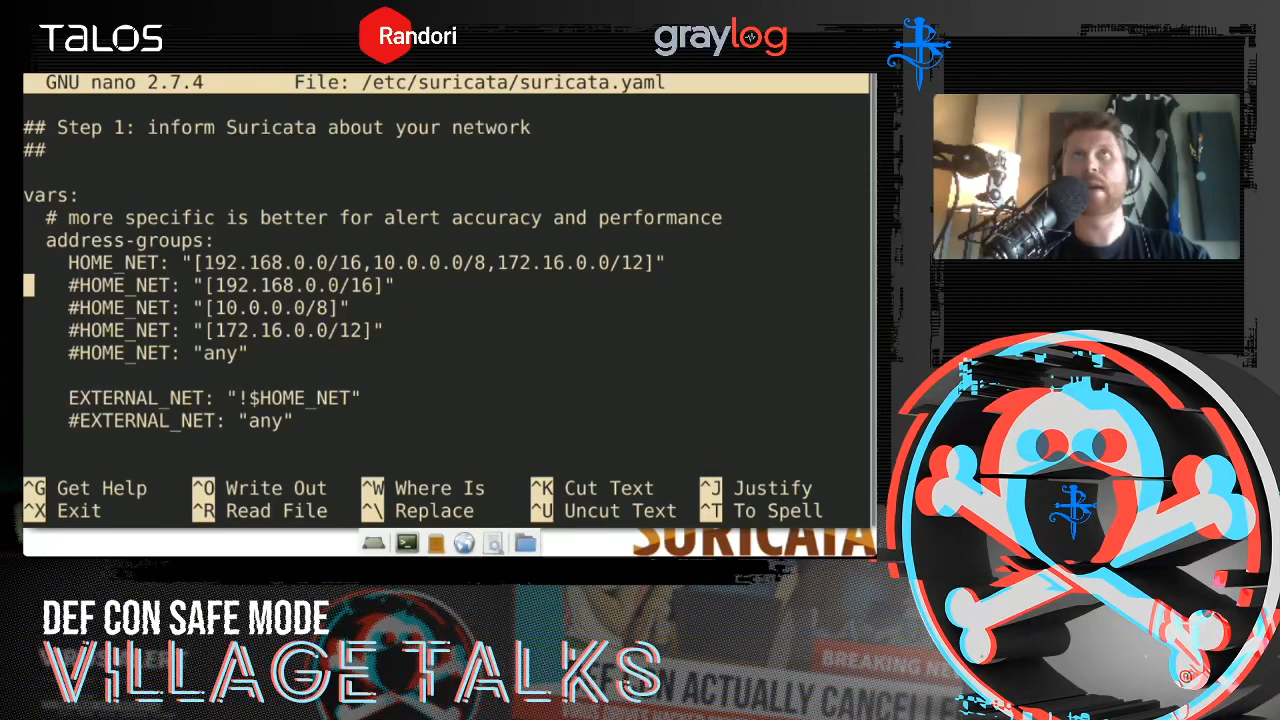 TALOS
Randori
graylog
GNU nano 2.7.4 File: /etc/suricata/suricata.yaml
## Step 1: inform Suricata about your network
##
vars:
# more specific is better for alert accuracy and performance
address-groups:
HOME_NET: "[192.168.0.0/16,10.0.0.0/8,172.16.0.0/12]"
#HOME_NET: "[192.168.0.0/16]"
#HOME_NET: "[10.0.0.0/8]"
#HOME_NET: "[172.16.0.0/12]"
#HOME_NET: "any"
EXTERNAL_NET: "!$HOME_NET"
#EXTERNAL_NET: "any"
^G Get Help ^O Write Out ^W Where Is ^K Cut Text ^J Justify
^X Exit ^R Read File ^\ Replace ^U Uncut Text ^T To Spell
SURICATA
DEF CON SAFE MODE
VILLAGE TALKS
BREAKING NE
EF CON ACTUALLY CANCELLE